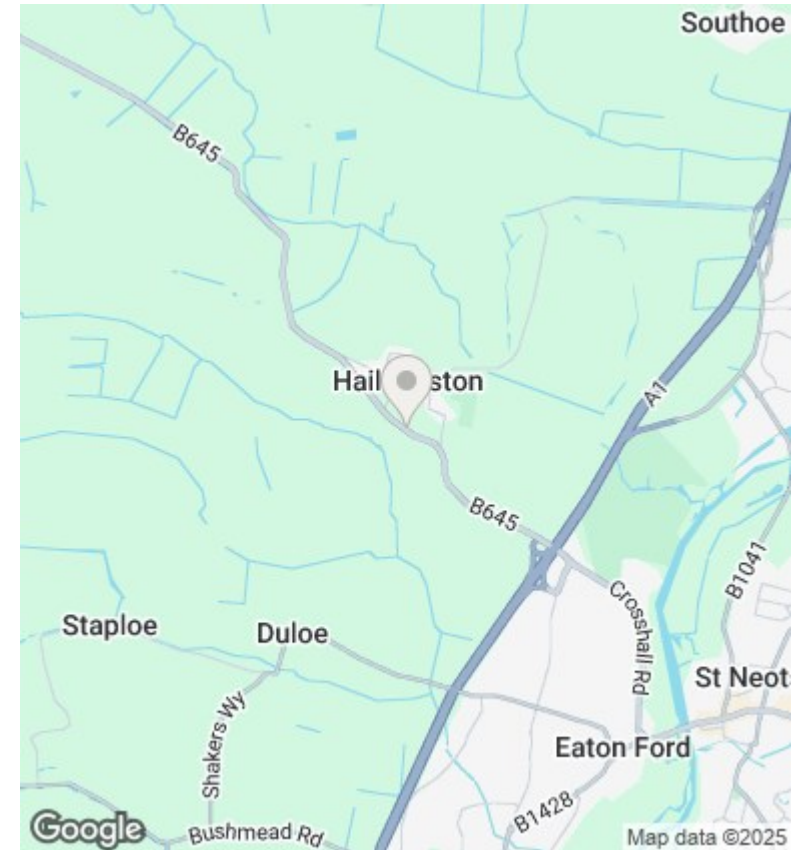 Southoe
B645
Hail ston
A1
B645
B1041
Crosshall Rd
Staploe
Duloe
St Neots
Shakers Wy
Eaton Ford
B1428
Bushmead Rd
Google
Map data ©2025